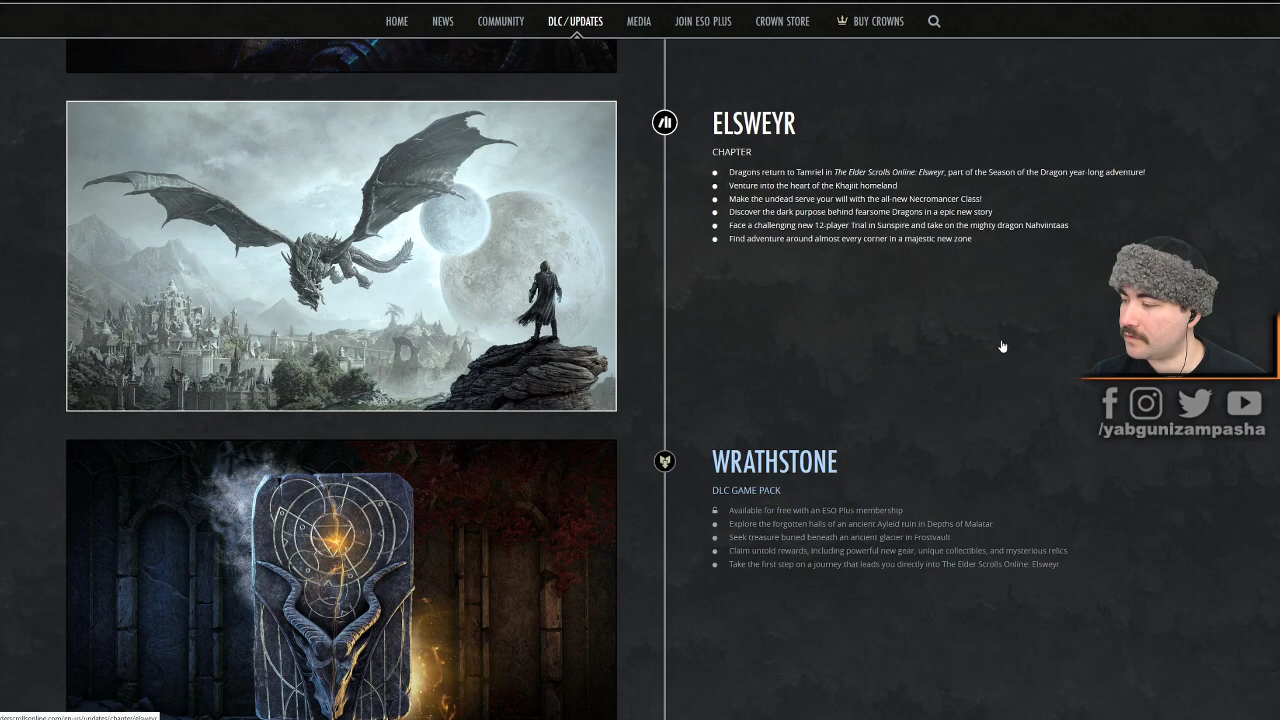 HOME
NEWS
COMMUNITY
DLC / UPDATES
MEDIA
JOIN ESO PLUS
CROWN STORE
BUY CROWNS
ELSWEYR
CHAPTER
Dragons return to Tamriel in The Elder Scrolls Online: Elsweyr, part of the Season of the Dragon year-long adventure!
Venture into the heart of the Khajiit homeland
Make the undead serve your will with the all-new Necromancer Class!
Discover the dark purpose behind fearsome Dragons in a epic new story
Face a challenging new 12-player Trial in Sunspire and take on the mighty dragon Nahviintaas
Find adventure around almost every corner in a majestic new zone
/yabgunizampasha
WRATHSTONE
DLC GAME PACK
Available for free with an ESO Plus membership
Explore the forgotten halls of an ancient Ayleid ruin in Depths of Malatar
Seek treasure buried beneath an ancient glacier in Frostvault
Claim untold rewards, including powerful new gear, unique collectibles, and mysterious relics
Take the first step on a journey that leads you directly into The Elder Scrolls Online: Elsweyr
derscrollsonline.com/en-us/updates/chapter/elsweyr